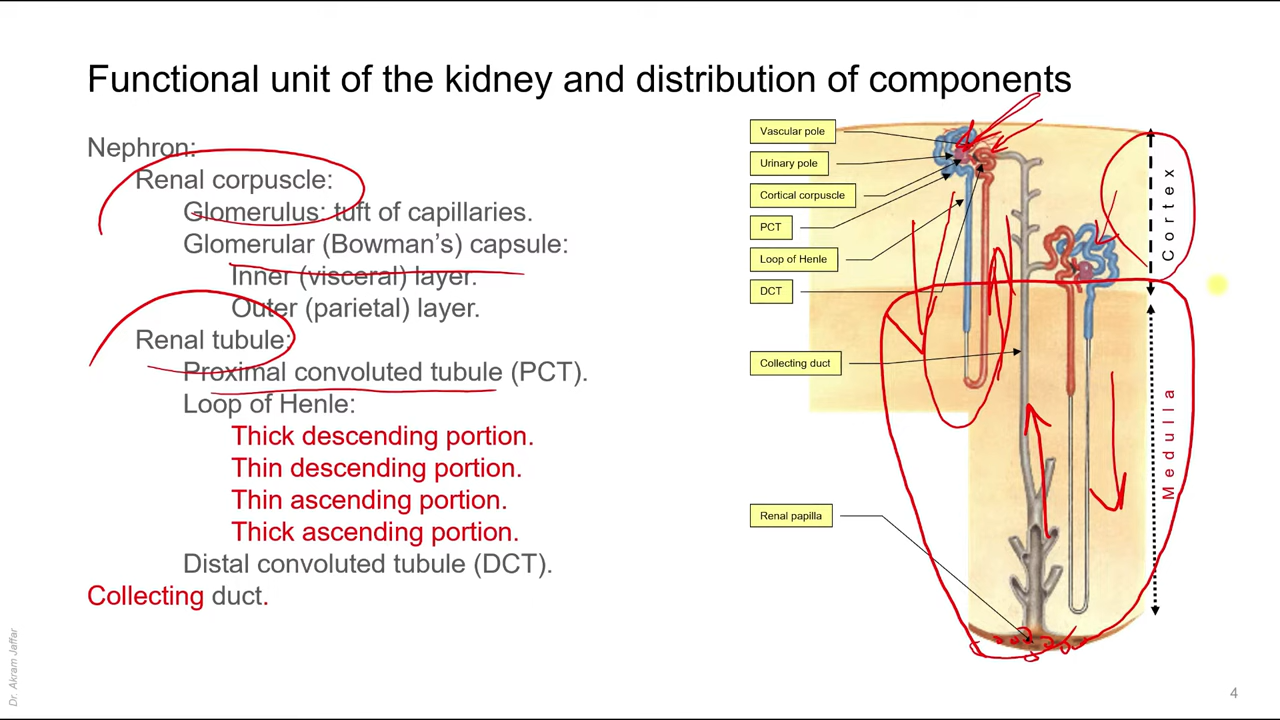 Functional unit of the kidney and distribution of components
Nephron:
Renal corpuscle:
Glomerulus: tuft of capillaries.
Glomerular (Bowman’s) capsule:
Inner (visceral) layer.
Outer (parietal) layer.
Renal tubule:
Proximal convoluted tubule (PCT).
Loop of Henle:
Thick descending portion.
Thin descending portion.
Thin ascending portion.
Thick ascending portion.
Distal convoluted tubule (DCT).
Collecting duct.
Vascular pole
Urinary pole
Cortical corpuscle
PCT
Loop of Henle
DCT
Collecting duct
Renal papilla
Cortex
Medulla
Dr. Akram Jaffar
4